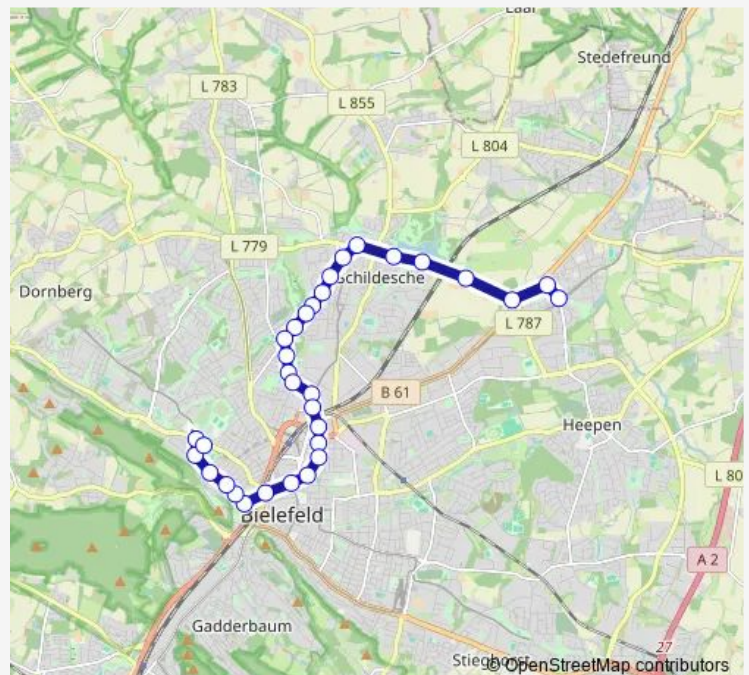 Laar
Stedefreund
L 783
L 855
L 804
L 779
Schildesche
Dornberg
L 787
B 61
Heepen
L 80
Bielefeld
A 2
Gadderbaum
27
Stieghorst
© OpenStreetMap contributors